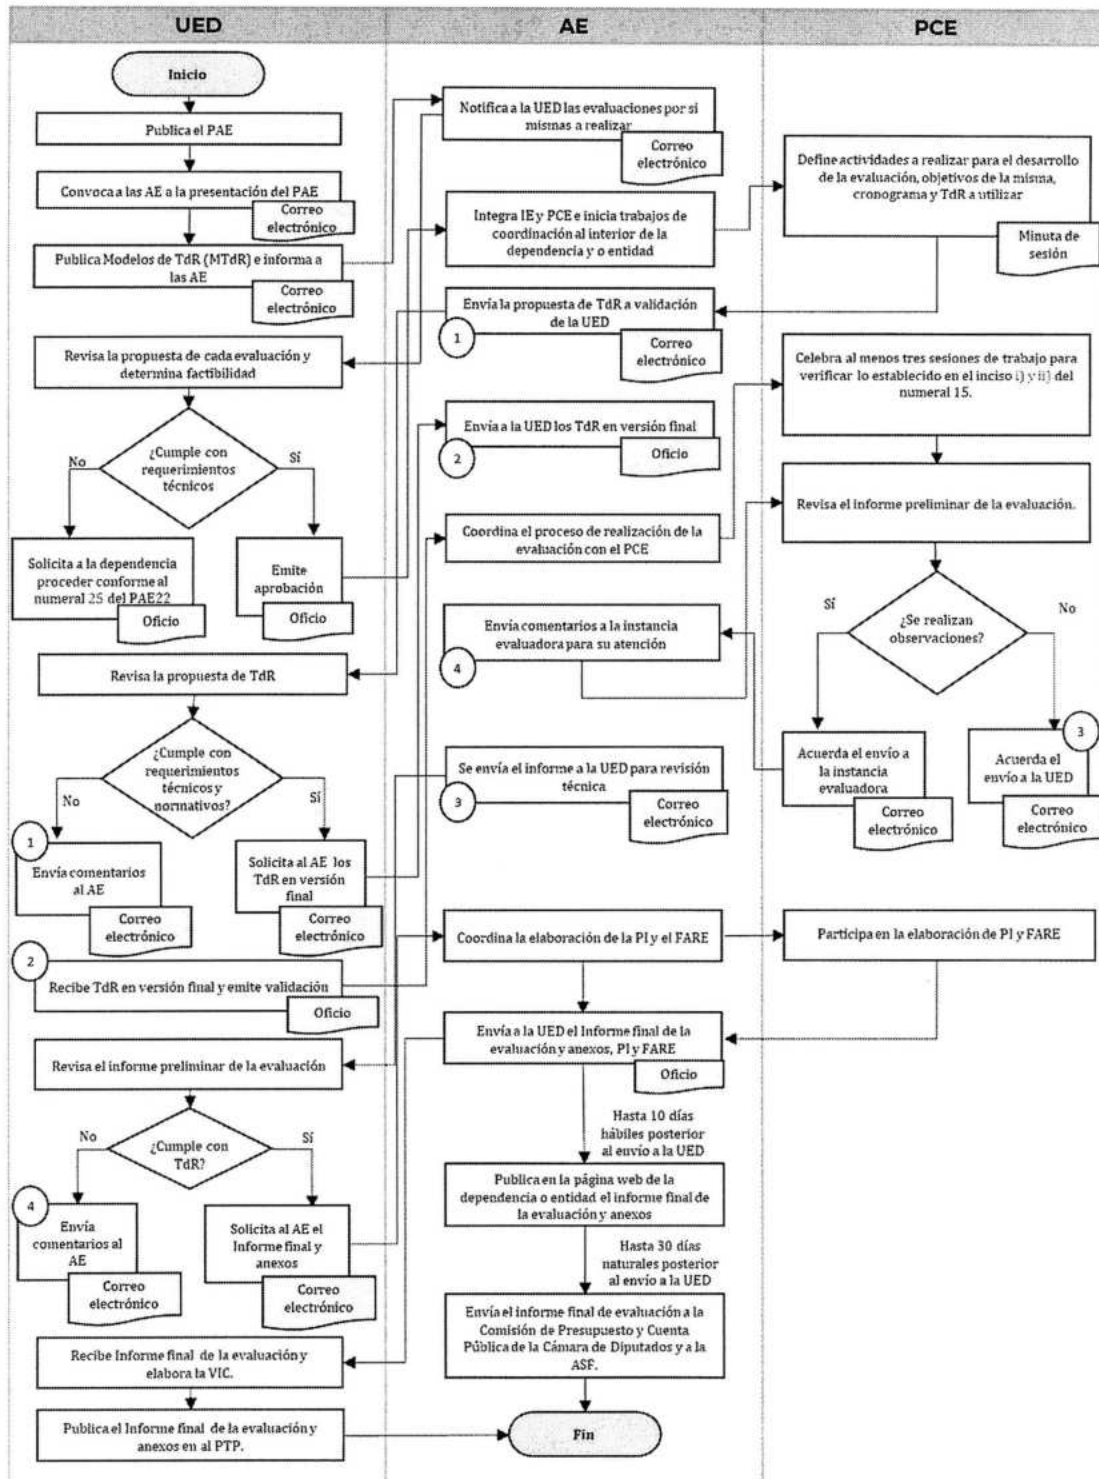 UED
AE
PCE
Inicio
Publica el PAE
Convoca a las AE a la presentación del PAE
Correo
electrónico
Publica Modelos de TdR (MTdR) e informa a
las AE
Correo
electrónico
Revisa la propuesta de cada evaluación y
determina factibilidad
¿Cumple con
requerimientos
técnicos
No
Sí
Solicita a la dependencia
proceder conforme al
numeral 25 del PAE22
Oficio
Emite
aprobación
Oficio
Revisa la propuesta de TdR
¿Cumple con
requerimientos
técnicos y
normativos?
No
Sí
1
Envía comentarios
al AE
Correo
electrónico
Solicita al AE los
TdR en versión
final
Correo
electrónico
2
Recibe TdR en versión final y emite validación
Oficio
Revisa el informe preliminar de la evaluación
¿Cumple con
TdR?
No
Sí
4
Envía
comentarios al
AE
Correo
electrónico
Solicita al AE el
Informe final y
anexos
Correo
electrónico
Recibe Informe final de la evaluación y
elabora la VIC.
Publica el Informe final de la evaluación y
anexos en al PTP.
Notifica a la UED las evaluaciones por si
mismas a realizar
Correo
electrónico
Integra IE y PCE e inicia trabajos de
coordinación al interior de la
dependencia y o entidad
Envía la propuesta de TdR a validación
de la UED
1
Correo
electrónico
Envía a la UED los TdR en versión final
2
Oficio
Coordina el proceso de realización de la
evaluación con el PCE
Envía comentarios a la instancia
evaluadora para su atención
4
Se envía el informe a la UED para revisión
técnica
3
Correo
electrónico
Coordina la elaboración de la PI y el FARE
Envía a la UED el Informe final de la
evaluación y anexos, PI y FARE
Oficio
Hasta 10 días
hábiles posterior
al envío a la UED
Publica en la página web de la
dependencia o entidad el informe final de
la evaluación y anexos
Hasta 30 días
naturales posterior
al envío a la UED
Envía el informe final de evaluación a la
Comisión de Presupuesto y Cuenta
Pública de la Cámara de Diputados y a la
ASF.
Fin
Define actividades a realizar para el desarrollo
de la evaluación, objetivos de la misma,
cronograma y TdR a utilizar
Minuta de
sesión
Celebra al menos tres sesiones de trabajo para
verificar lo establecido en el inciso i) y ii) del
numeral 15.
Revisa el informe preliminar de la evaluación.
¿Se realizan
observaciones?
Sí
No
Acuerda el envío a
la instancia
evaluadora
Correo
electrónico
3
Acuerda el
envío a la UED
Correo
electrónico
Participa en la elaboración de PI y FARE